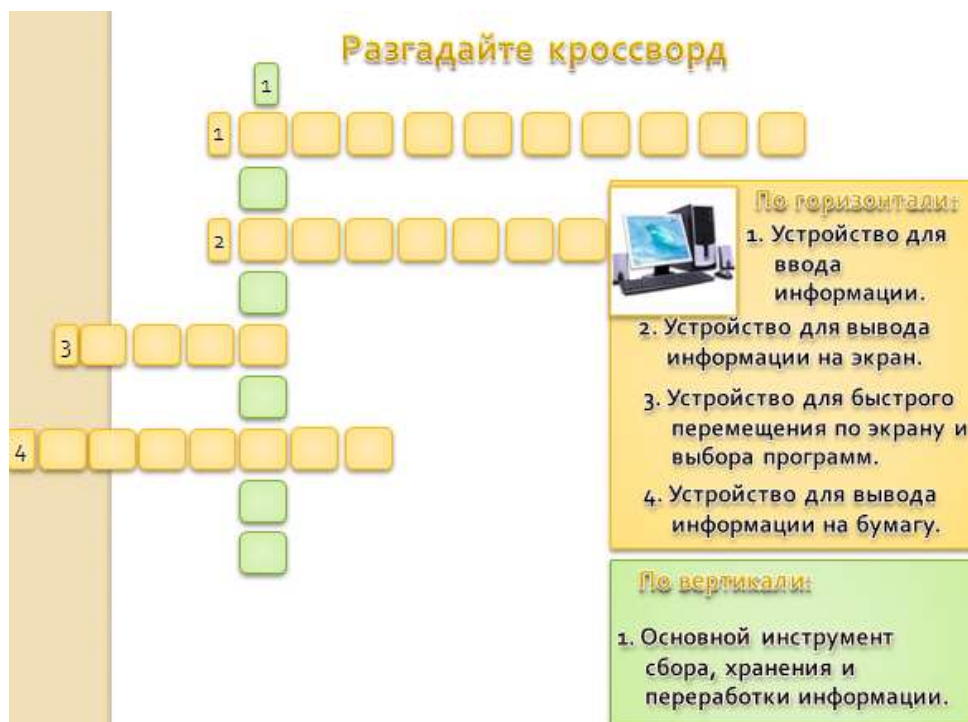 Разгадайте кроссворд
1
1
2
3
4
По горизонтали:
1. Устройство для
ввода
информации.
2. Устройство для вывода
информации на экран.
3. Устройство для быстрого
перемещения по экрану и
выбора программ.
4. Устройство для вывода
информации на бумагу.
По вертикали:
1. Основной инструмент
сбора, хранения и
переработки информации.